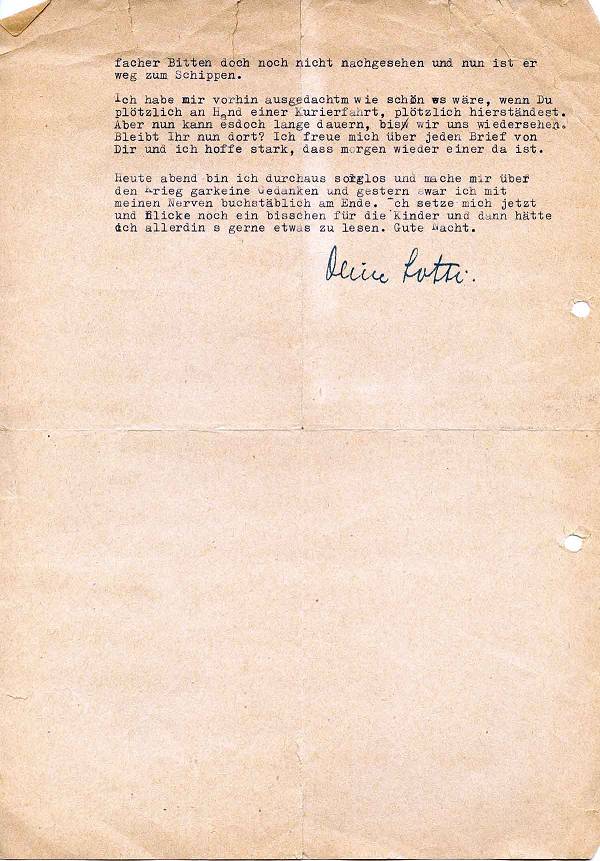 facher Bitten doch noch nicht nachgesehen und nun ist er
weg zum Schippen.
Ich habe mir vorhin ausgedachtm wie schön ws wäre, wenn Du
plötzlich an Hand einer Kurierfahrt, plötzlich hierständest.
Aber nun kann esdoch lange dauern, bis/ wir uns wiedersehen.
Bleibt Ihr nun dort? Ich freue mich über jeden Brief von
Dir und ich hoffe stark, dass morgen wieder einer da ist.
Heute abend bin ich durchaus sorglos und mache mir über
den Krieg garkeine Gedanken und gestern war ich mit
meinen Nerven buchstäblich am Ende. Ich setze mich jetzt
und flicke noch ein bisschen für die Kinder und dann hätte
ich allerdin s gerne etwas zu lesen. Gute Nacht.
Deine Lotti.